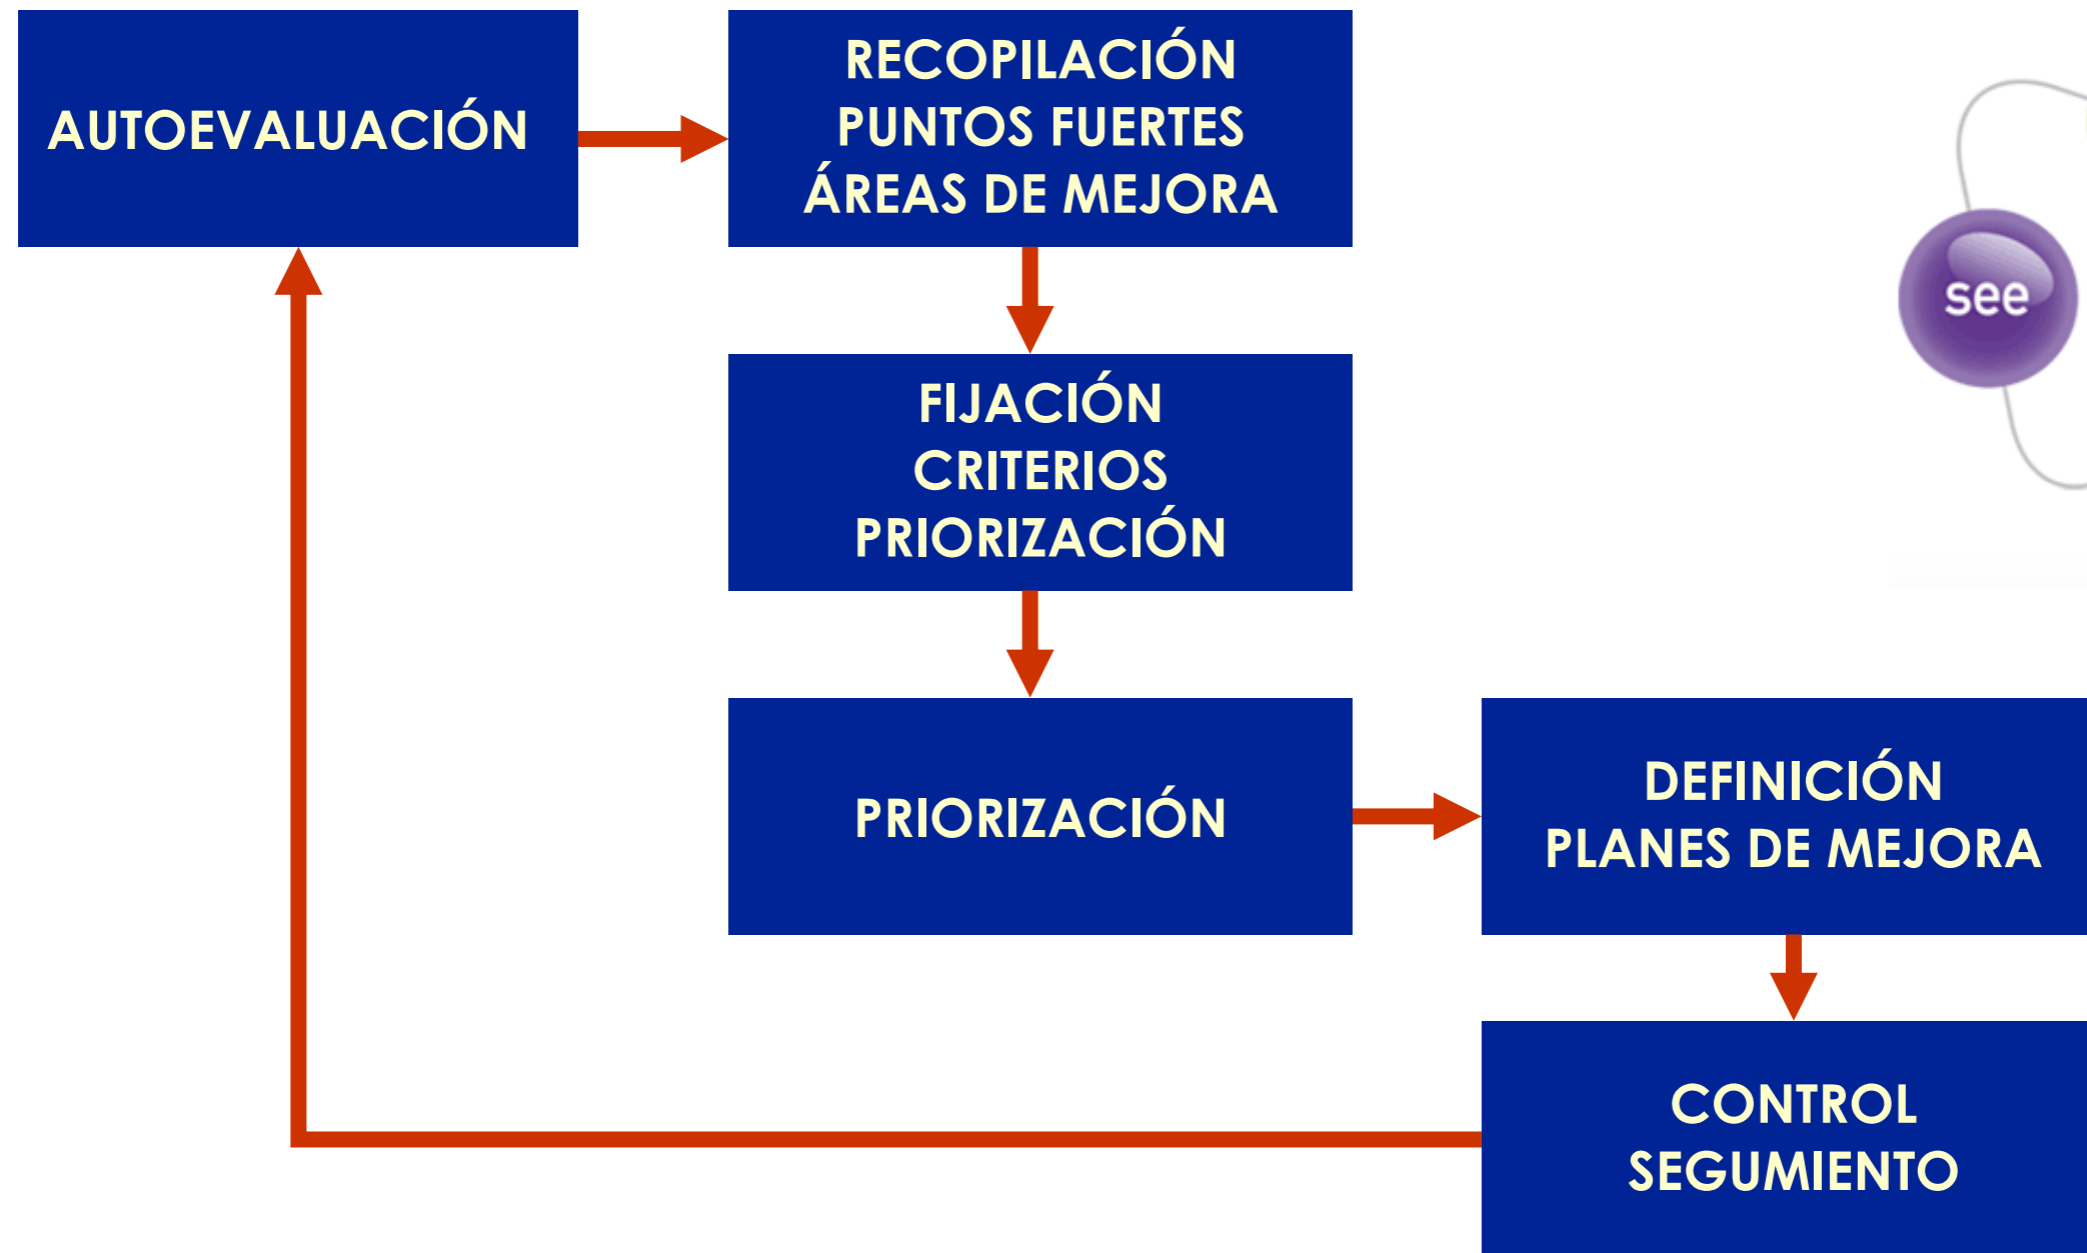 AUTOEVALUACIÓN
RECOPILACIÓN
PUNTOS FUERTES
ÁREAS DE MEJORA
see
FIJACIÓN
CRITERIOS
PRIORIZACIÓN
PRIORIZACIÓN
DEFINICIÓN
PLANES DE MEJORA
CONTROL
SEGUMIENTO